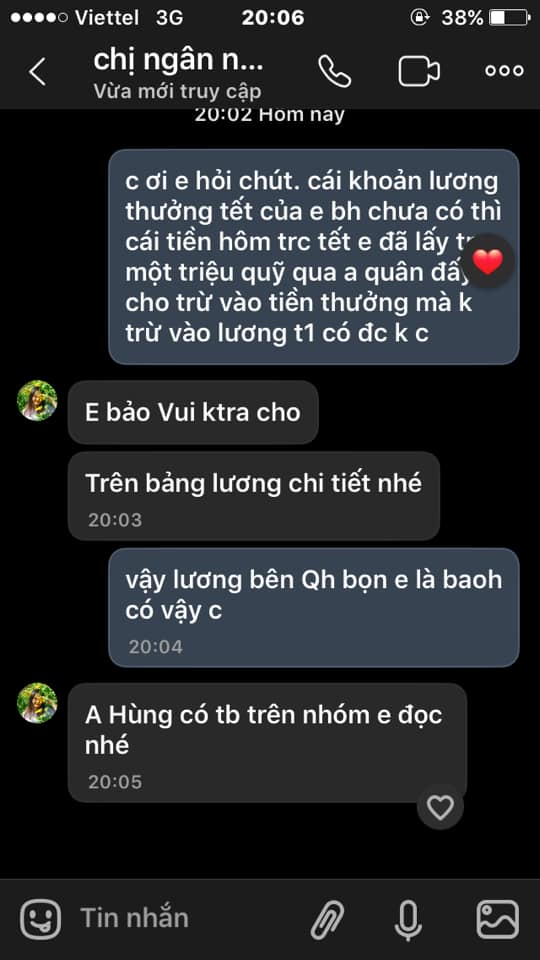 Viettel 3G 20:06 38%
chị ngân n...
Vừa mới truy cập
20:02 Hôm nay
c ơi e hỏi chút. cái khoản lương
thưởng tết của e bh chưa có thì
cái tiền hôm trc tết e đã lấy
một triệu quỹ qua a quân
cho trừ vào tiền thưởng mà k
trừ vào lương t1 có đc k c
E bảo Vui ktra cho
Trên bảng lương chi tiết nhé
20:03
vậy lương bên Qh bọn e là baoh
có vậy c
20:04
A Hùng có tb trên nhóm e đọc
nhé
20:05
Tin nhắn